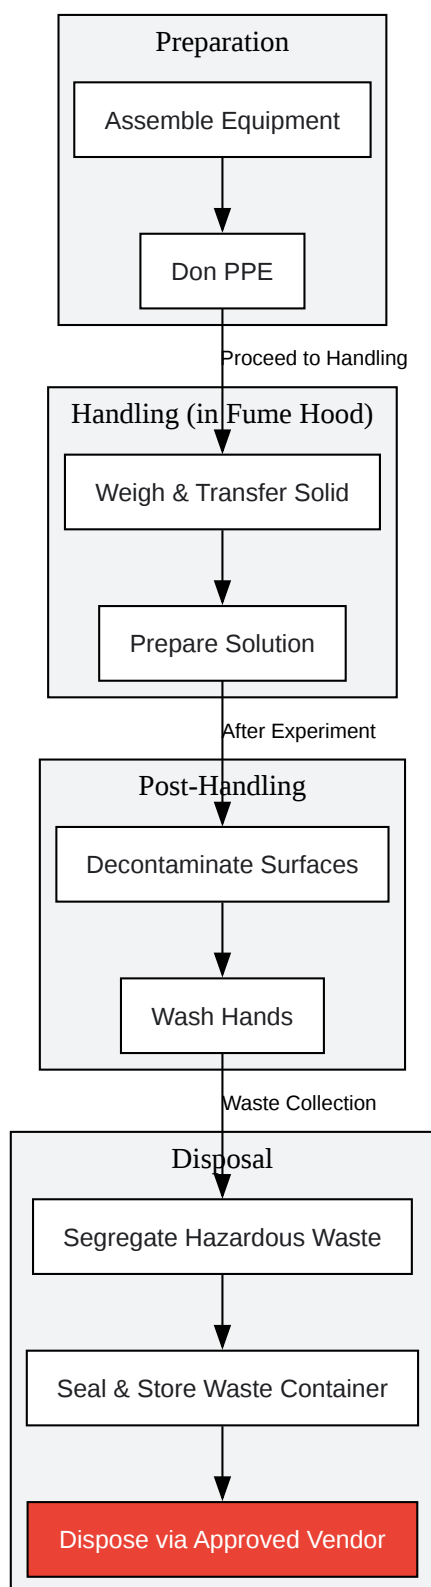 Preparation
Assemble Equipment
Don PPE
Proceed to Handling
Handling (in Fume Hood)
Weigh & Transfer Solid
Prepare Solution
After Experiment
Post-Handling
Decontaminate Surfaces
Wash Hands
Waste Collection
Disposal
Segregate Hazardous Waste
Seal & Store Waste Container
Dispose via Approved Vendor